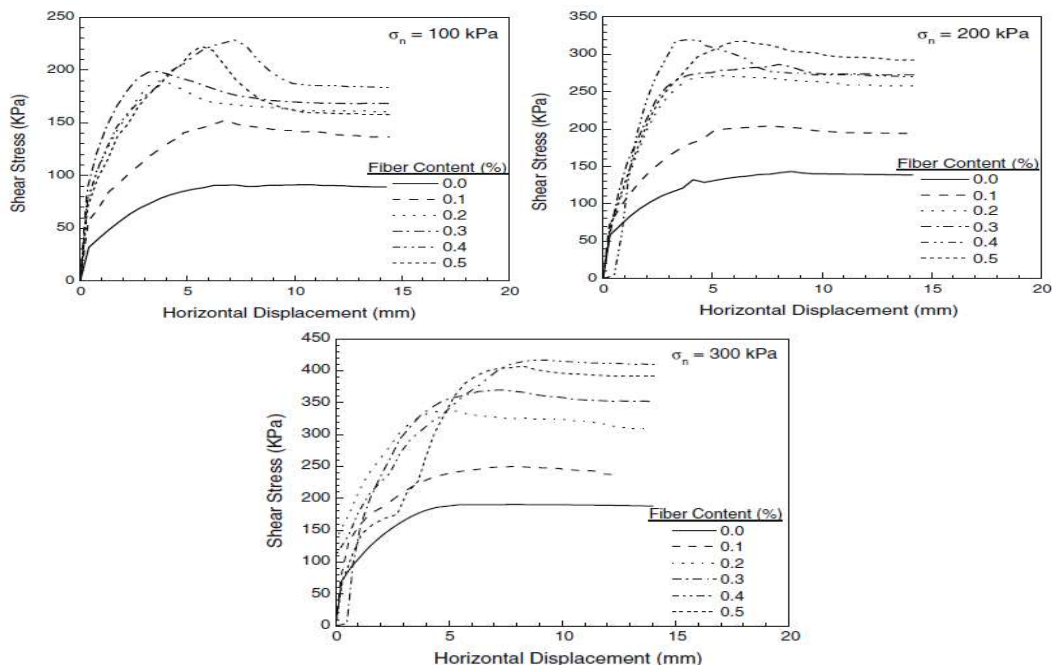 250
200
150
100
50
0
Shear Stress (KPa)
σn = 100 kPa
Fiber Content (%)
0.0
0.1
0.2
0.3
0.4
0.5
0 5 10 15 20
Horizontal Displacement (mm)
350
300
250
200
150
100
50
0
Shear Stress (KPa)
σn = 200 kPa
Fiber Content (%)
0.0
0.1
0.2
0.3
0.4
0.5
0 5 10 15 20
Horizontal Displacement (mm)
450
400
350
300
250
200
150
100
50
0
Shear Stress (KPa)
σn = 300 kPa
Fiber Content (%)
0.0
0.1
0.2
0.3
0.4
0.5
0 5 10 15 20
Horizontal Displacement (mm)